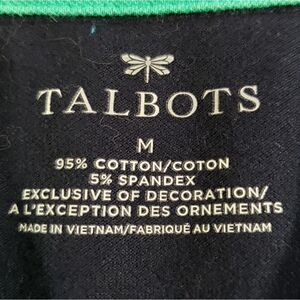 TALBOTS
M
95% COTTON/COTON
5% SPANDEX
EXCLUSIVE OF DECORATION/
A L'EXCEPTION DES ORNEMENTS
MADE IN VIETNAM/FABRIQUÉ AU VIETNAM